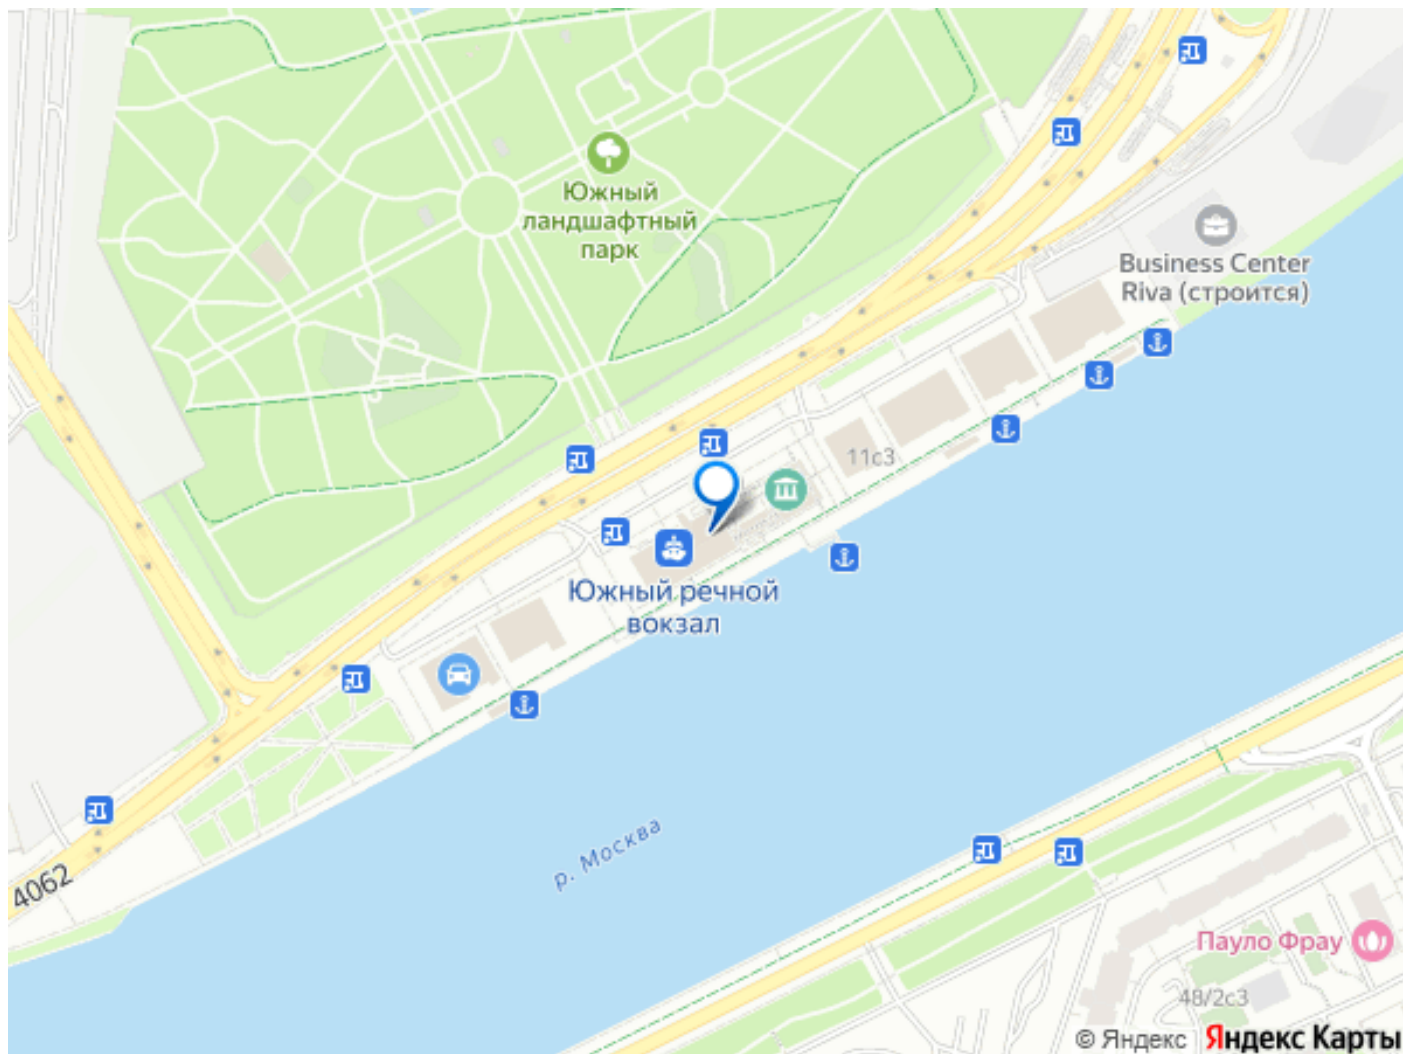 Южный
ландшафтный
парк
Business Center
Riva (строится)
11с3
Южный речной
вокзал
р. Москва
4062
Пауло Фрау
48/2с3
© Яндекс Яндекс Карты